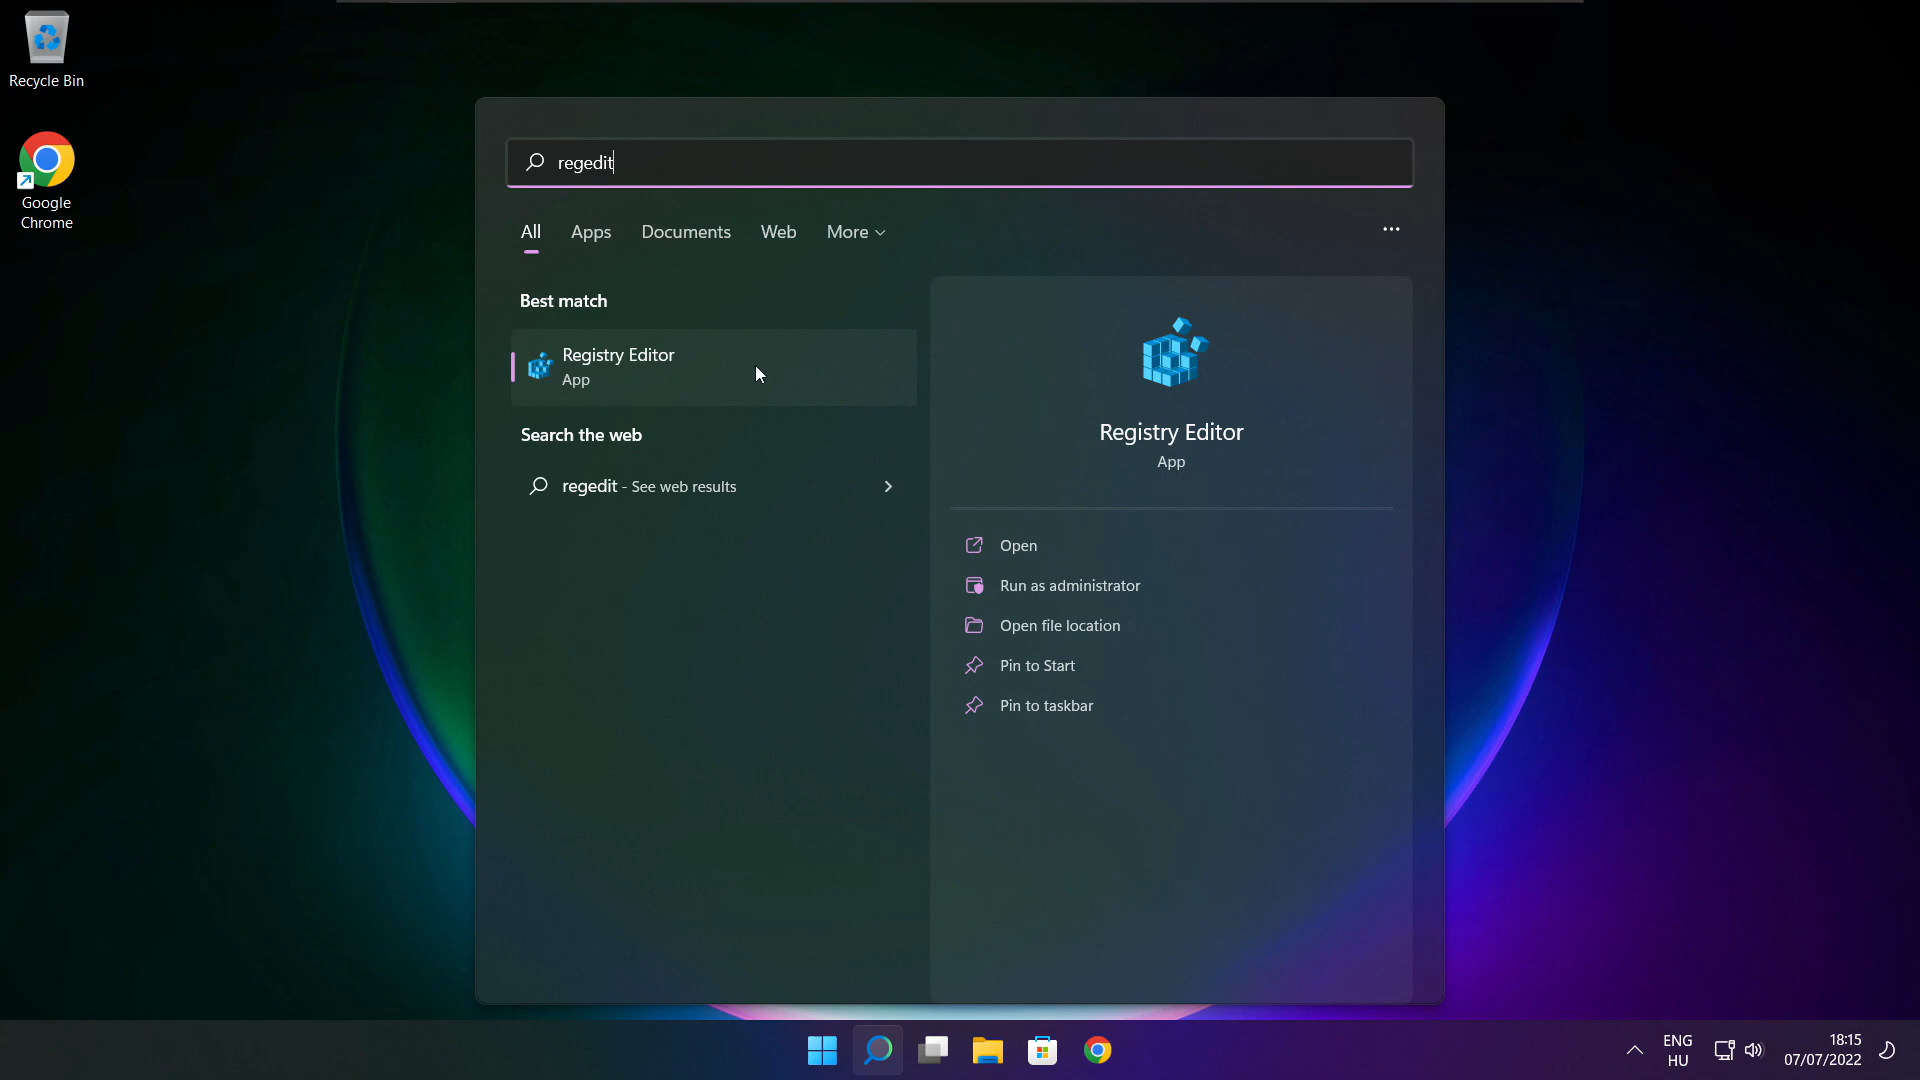 Recycle Bin
Google
Chrome
regedit
All Apps Documents Web More
Best match
Registry Editor
App
Search the web
regedit - See web results
Registry Editor
App
Open
Run as administrator
Open file location
Pin to Start
Pin to taskbar
ENG
HU
18:15
07/07/2022